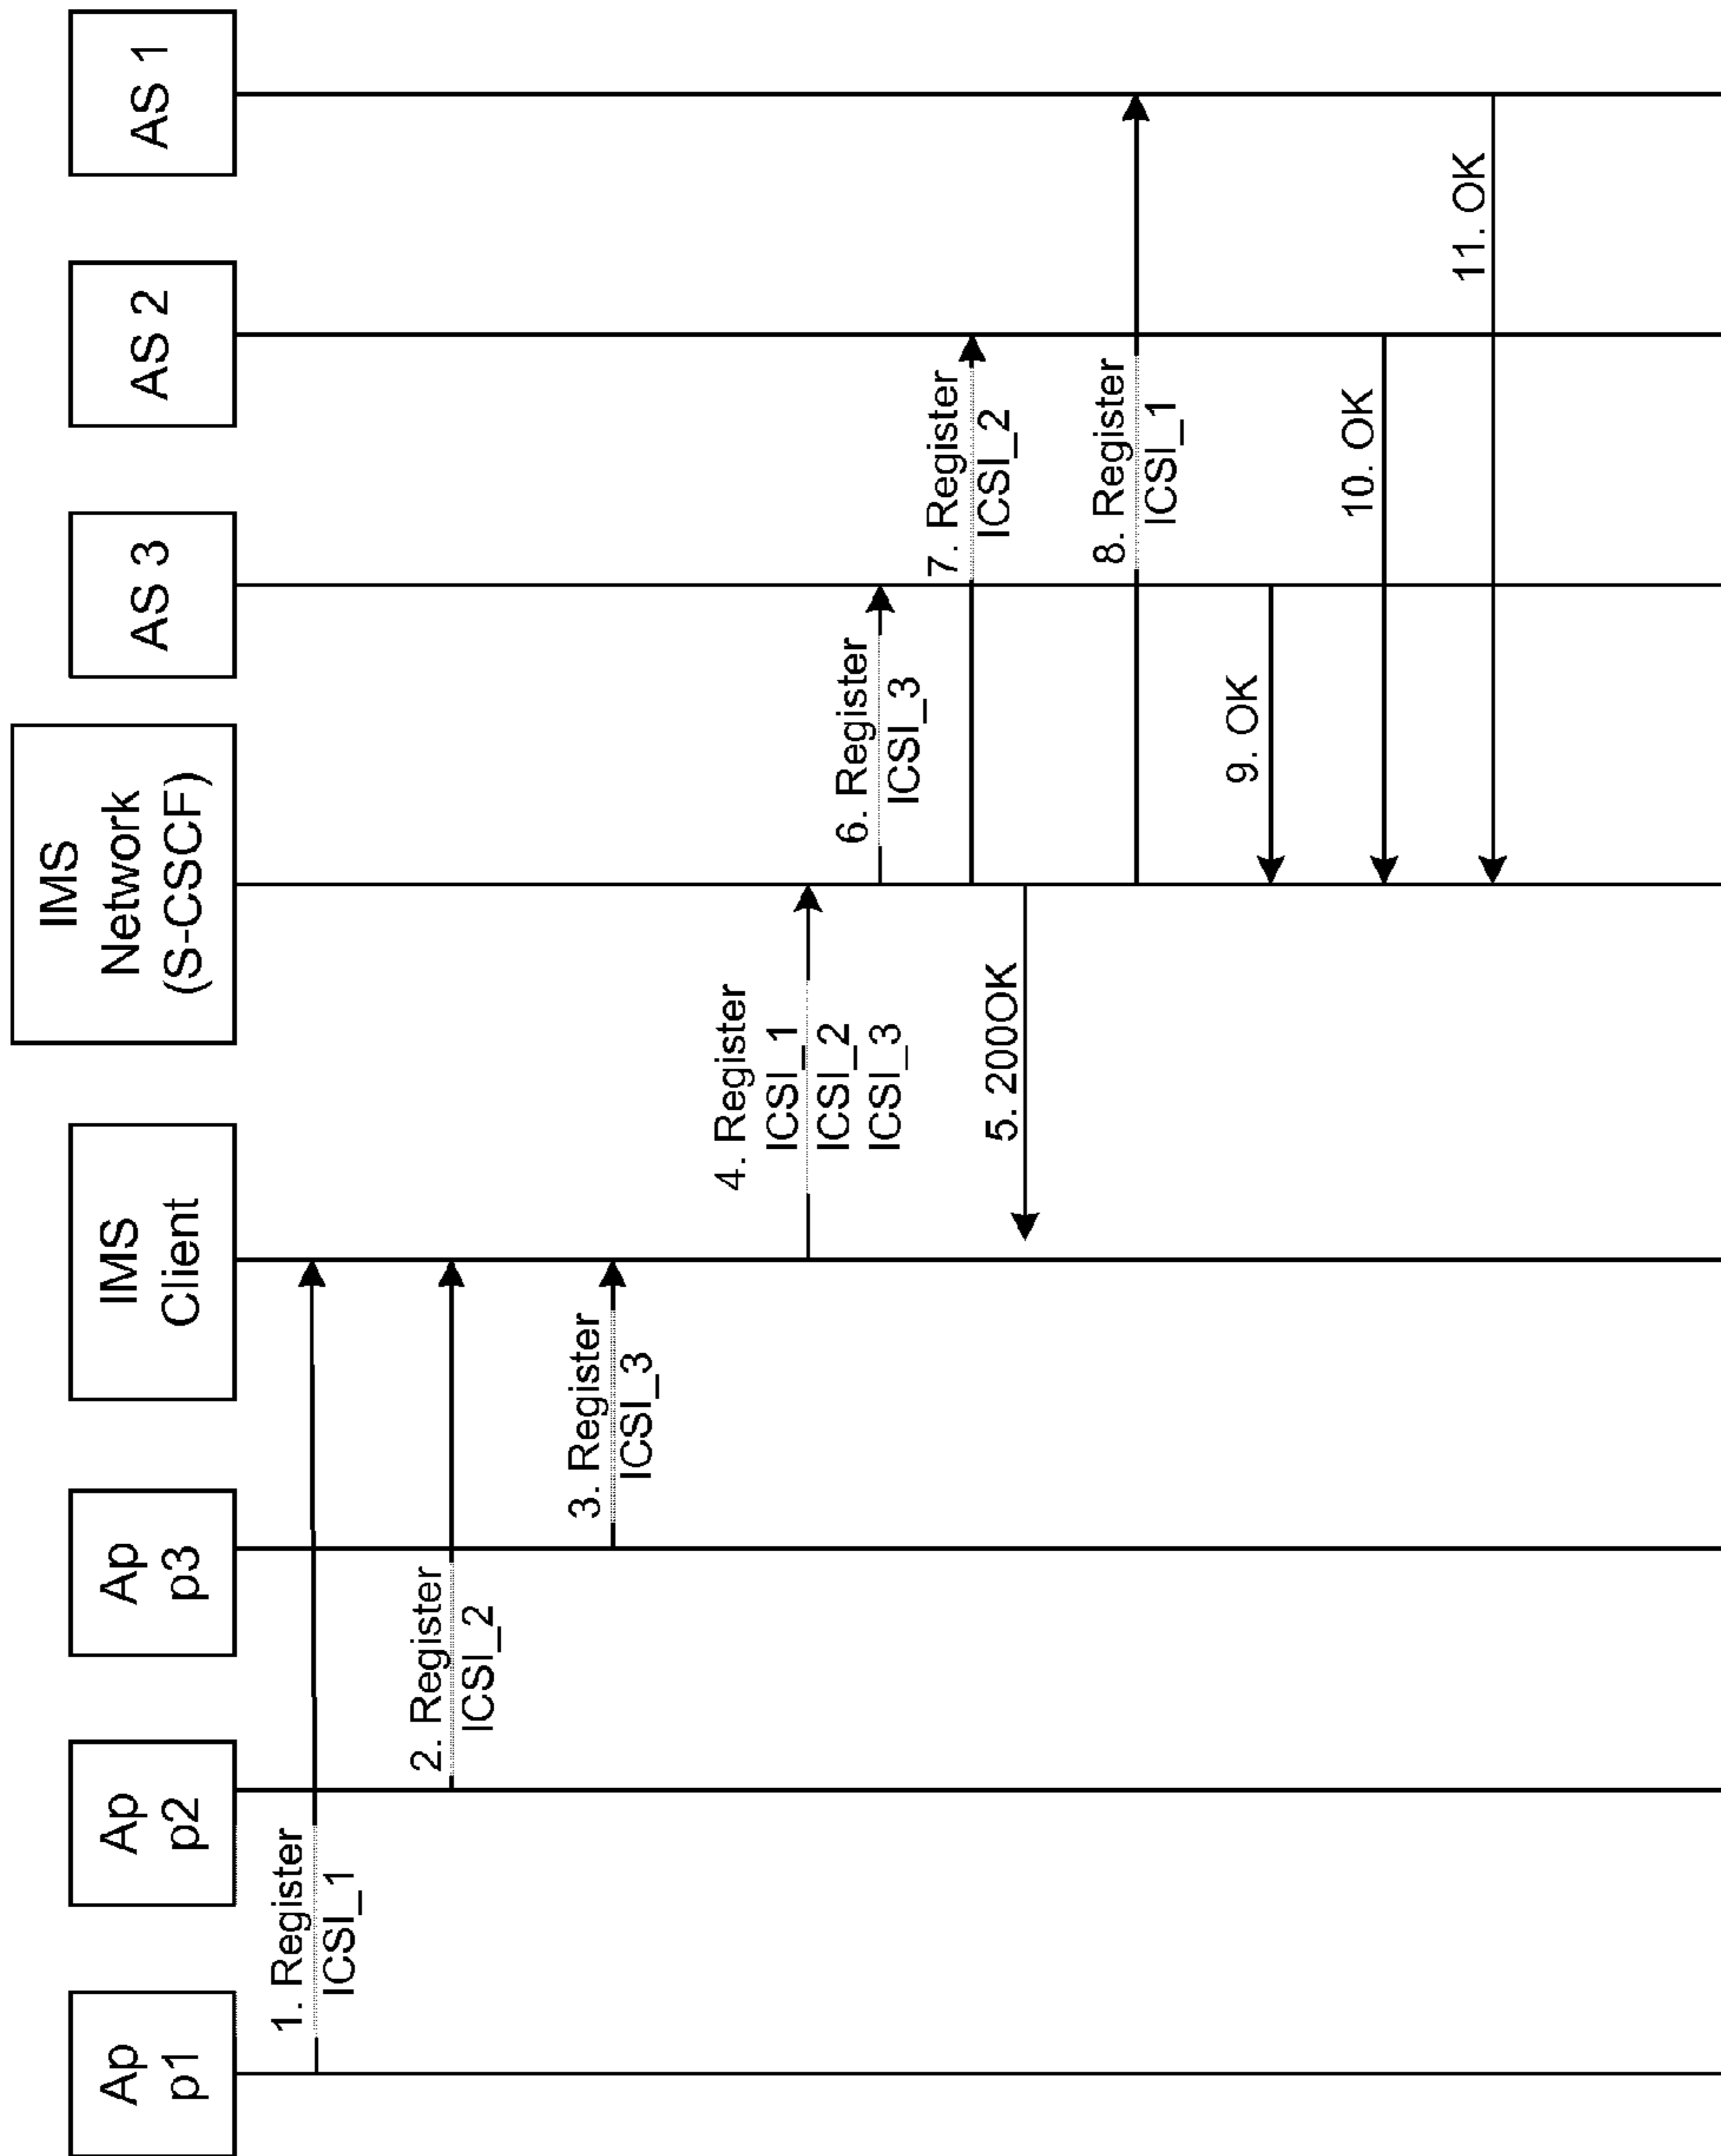 Ap
p1
Ap
p2
Ap
p3
IMS
Client
IMS
Network
(S-CSCF)
AS 3
AS 2
AS 1
1. Register
ICSI_1
2. Register
ICSI_2
3. Register
ICSI_3
4. Register
ICSI_1
ICSI_2
ICSI_3
5. 200OK
6. Register
ICSI_3
7. Register
ICSI_2
8. Register
ICSI_1
9. OK
10. OK
11. OK